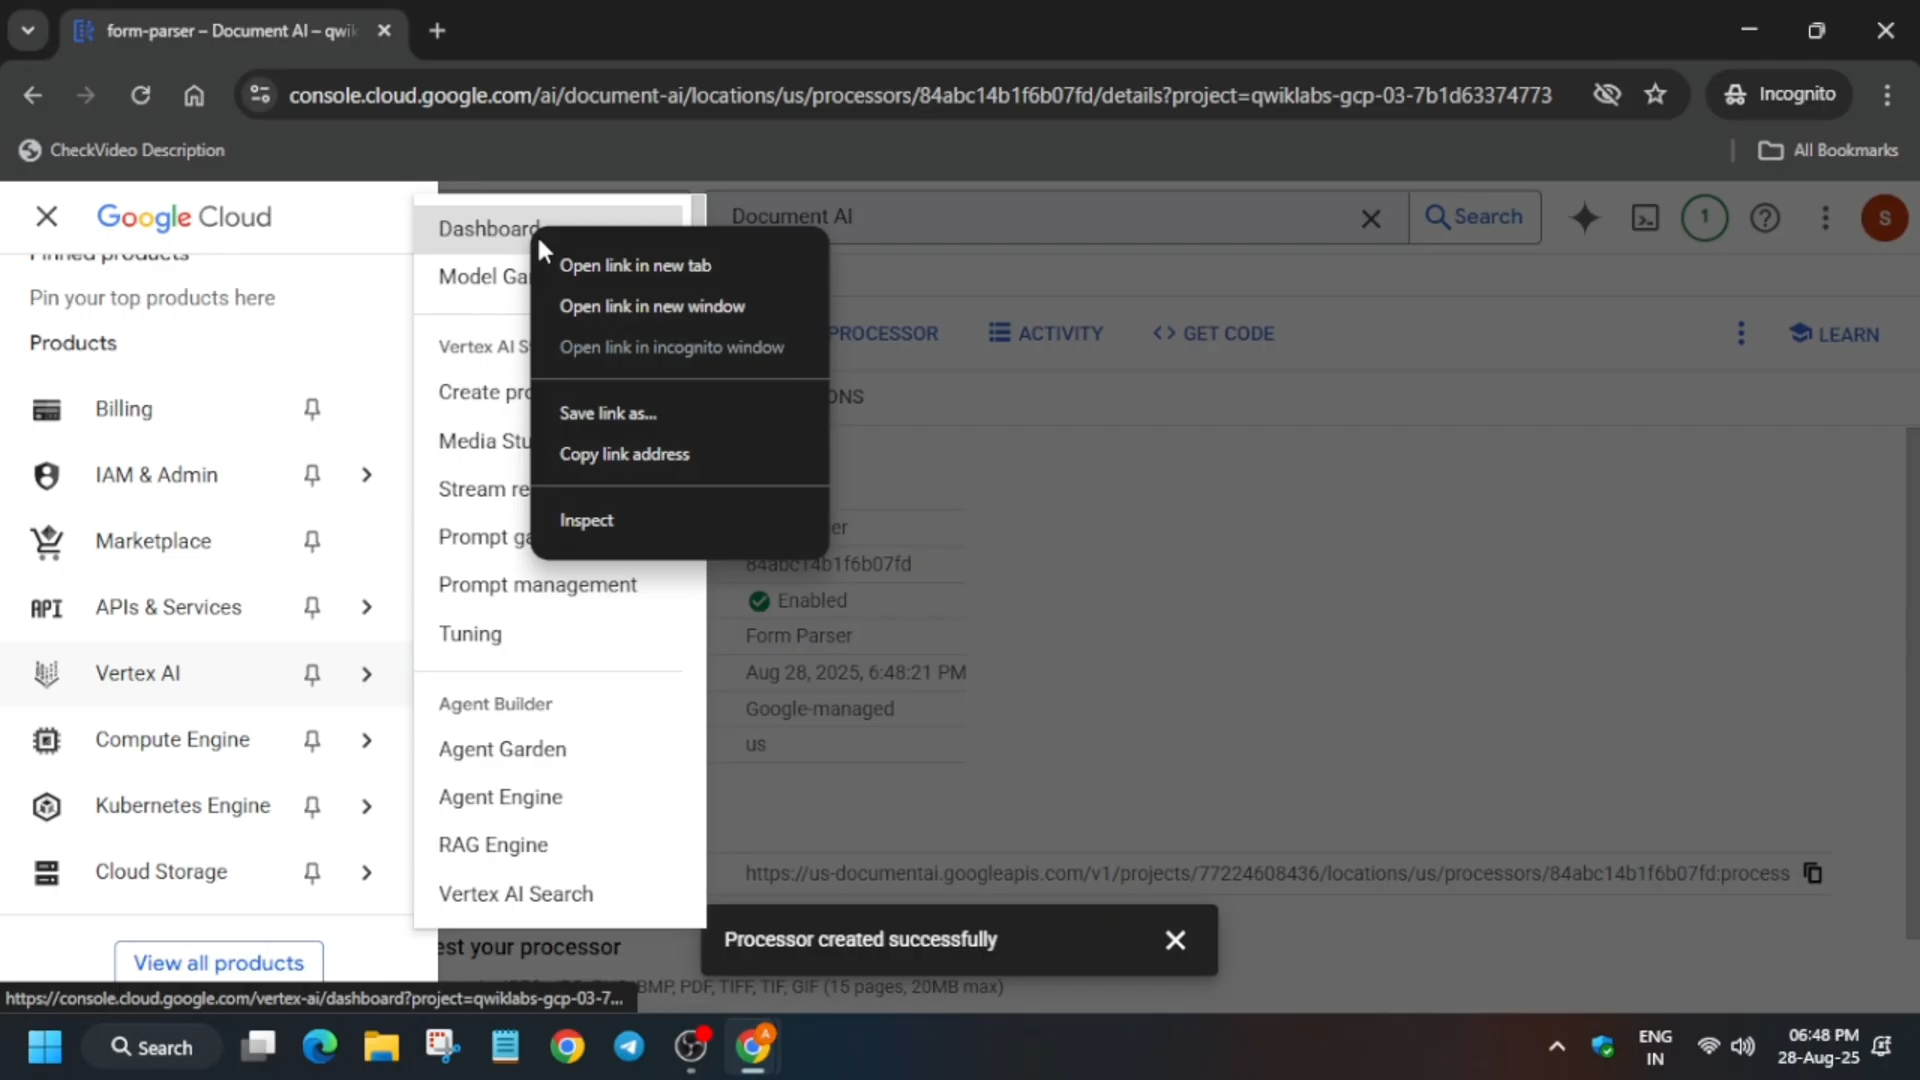 form-parser – Document AI – qwik
console.cloud.google.com/ai/document-ai/locations/us/processors/84abc14b1f6b07fd/details?project=qwiklabs-gcp-03-7b1d63374773
Incognito
CheckVideo Description
All Bookmarks
Google Cloud
Pinned products
Pin your top products here
Products
Billing
IAM & Admin
Marketplace
API APIs & Services
Vertex AI
Compute Engine
Kubernetes Engine
Cloud Storage
View all products
Dashboard
Model Ga
Vertex AI S
Create pro
Media Stu
Stream re
Prompt ga
Prompt management
Tuning
Agent Builder
Agent Garden
Agent Engine
RAG Engine
Vertex AI Search
Open link in new tab
Open link in new window
Open link in incognito window
Save link as...
Copy link address
Inspect
Document AI
Search
1
S
PROCESSOR
ACTIVITY
GET CODE
LEARN
ONS
er
84abc14b1f6b07fd
Enabled
Form Parser
Aug 28, 2025, 6:48:21 PM
Google-managed
us
https://us-documentai.googleapis.com/v1/projects/77224608436/locations/us/processors/84abc14b1f6b07fd:process
est your processor
Processor created successfully
BMP, PDF, TIFF, TIF, GIF (15 pages, 20MB max)
https://console.cloud.google.com/vertex-ai/dashboard?project=qwiklabs-gcp-03-7...
Search
A
ENG
IN
06:48 PM
28-Aug-25